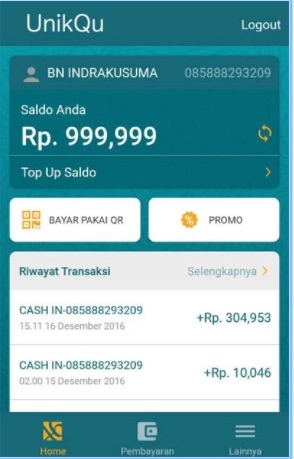 UnikQu
Logout
BN INDRAKUSUMA 085888293209
Saldo Anda
Rp. 999,999
Top Up Saldo
BAYAR PAKAI QR
PROMO
Riwayat Transaksi
Selengkapnya
CASH IN-085888293209
15.11 16 Desember 2016
+Rp. 304,953
CASH IN-085888293209
02.00 15 Desember 2016
+Rp. 10,046
Home
Pembayaran
Lainnya